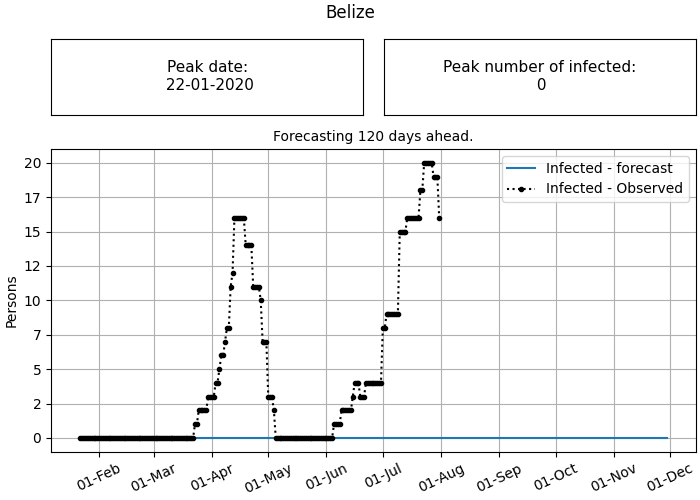 Belize
Peak date:
22-01-2020
Peak number of infected:
0
Forecasting 120 days ahead.
Infected - forecast
Infected - Observed
Persons
20
17
15
12
10
7
5
2
0
01-Feb
01-Mar
01-Apr
01-May
01-Jun
01-Jul
01-Aug
01-Sep
01-Oct
01-Nov
01-Dec